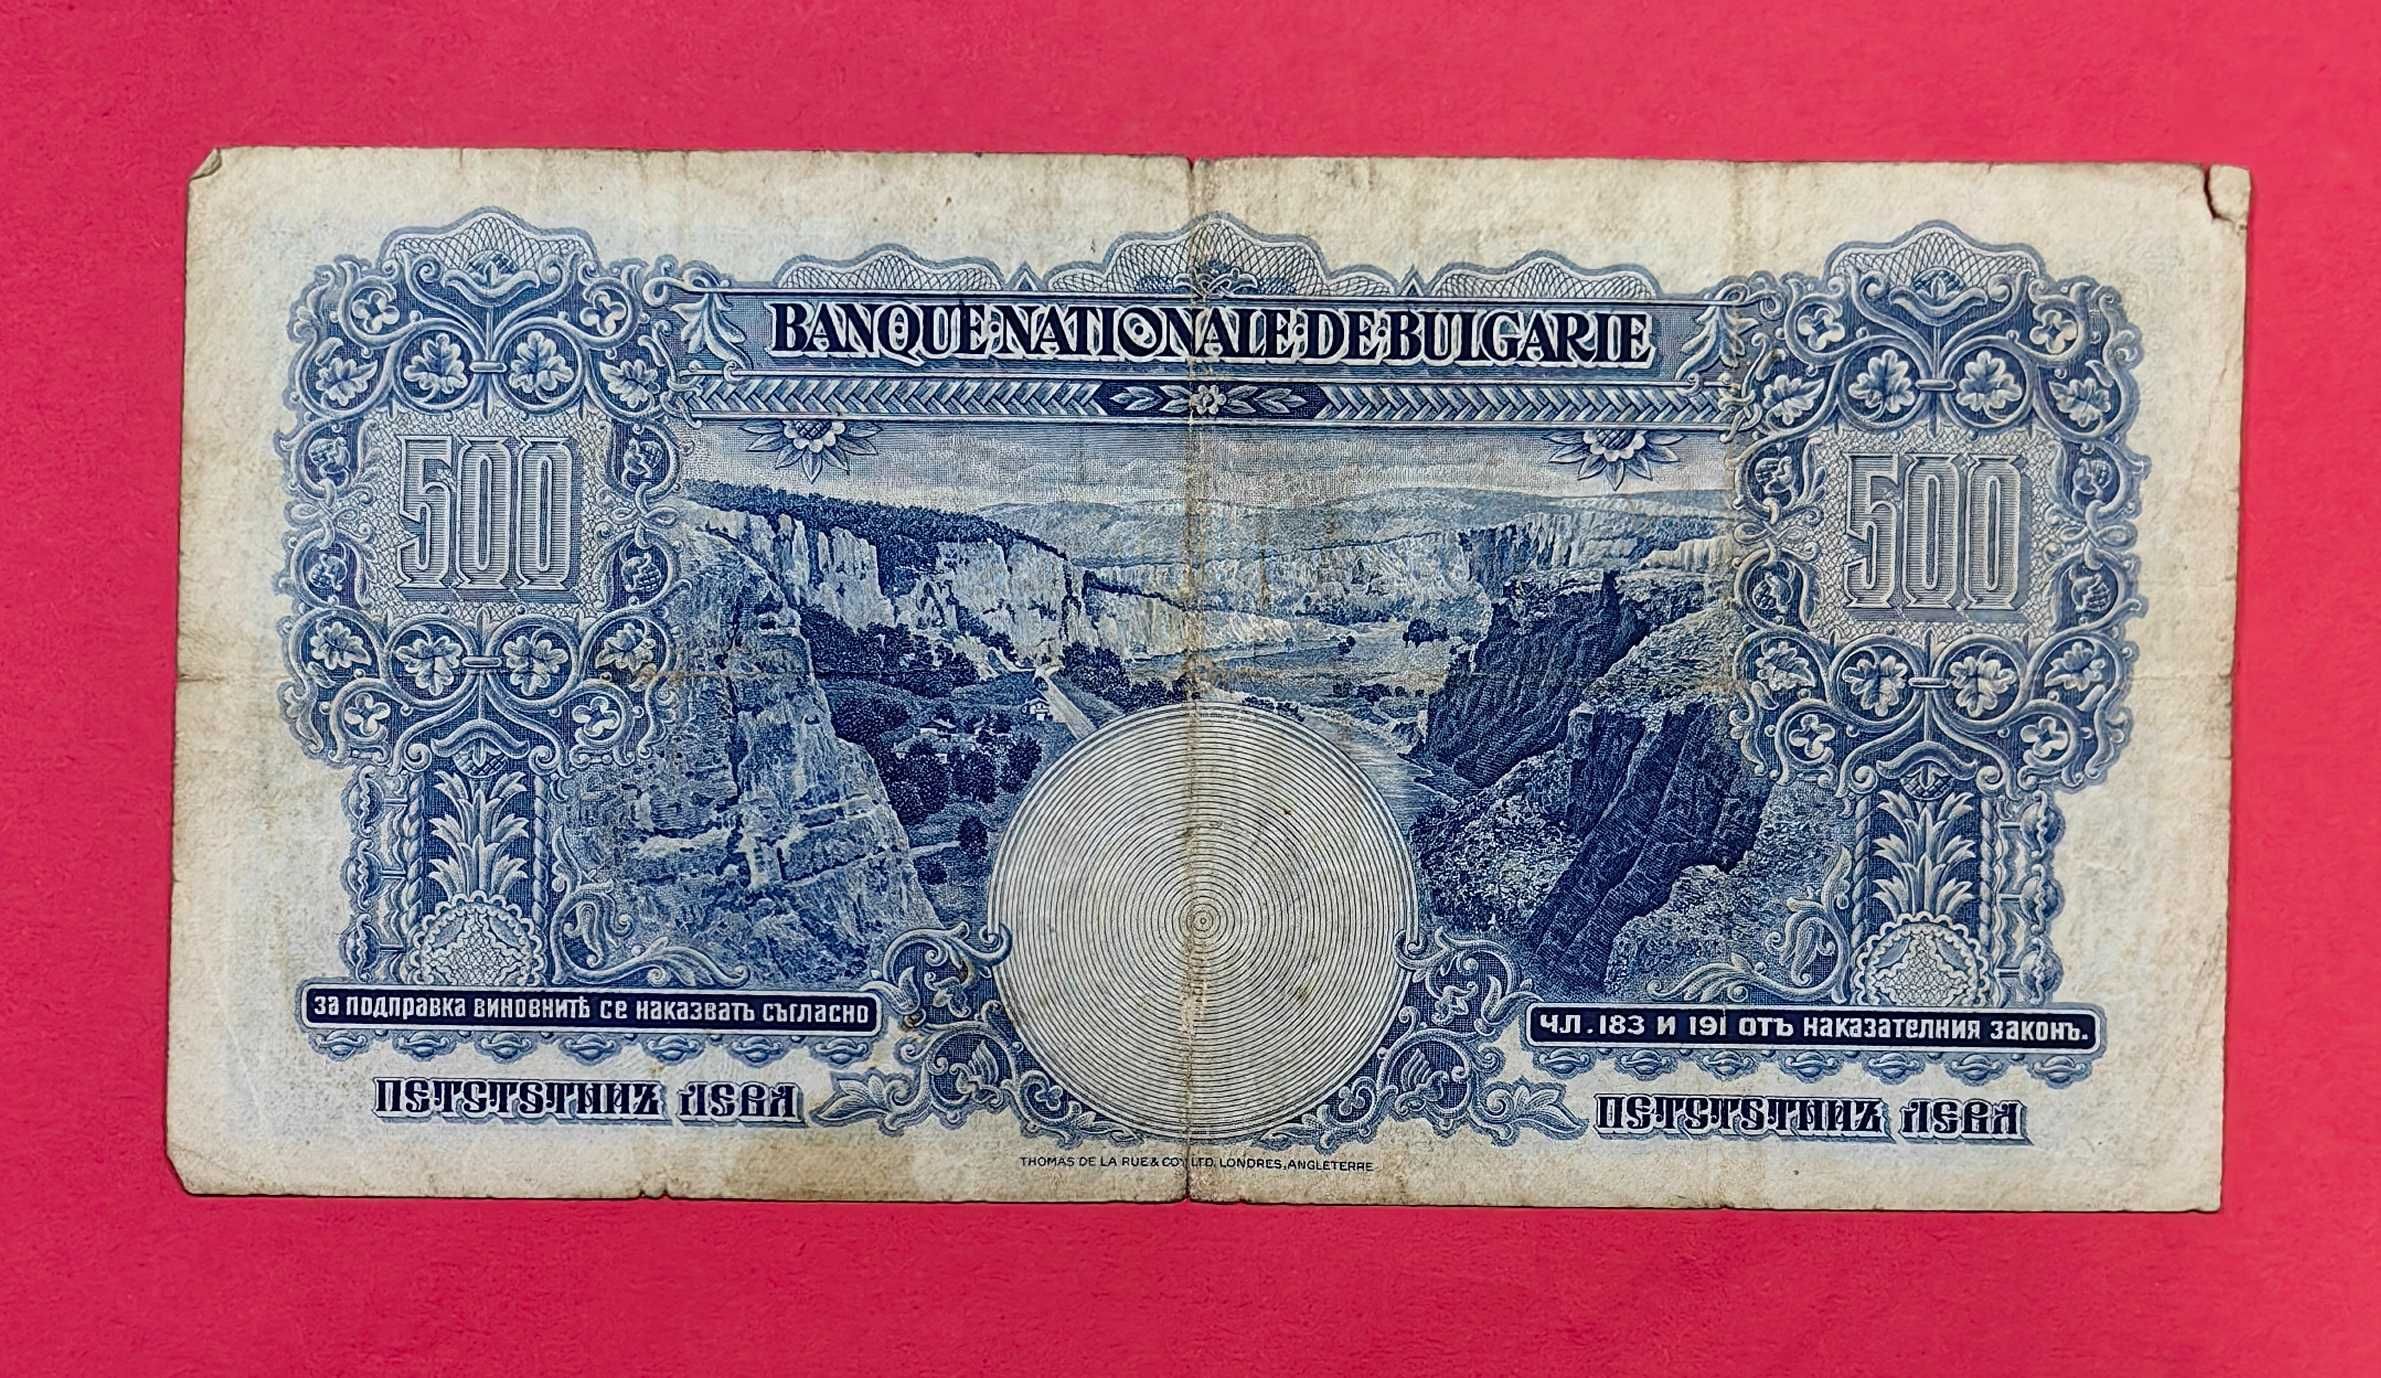 BANQUE·NATIONALE·DE·BULGARIE
500 500
ЗА ПОДПРАВКА ВИНОВНИТѢ СЕ НАКАЗВАТЪ СЪГЛАСНО
ЧЛ. 183 И 191 ОТЪ НАКАЗАТЕЛНИЯ ЗАКОНЪ.
ПЕТСТОТИНЪ ЛЕВА ПЕТСТОТИНЪ ЛЕВА
THOMAS DE LA RUE & COY LTD, LONDRES, ANGLETERRE